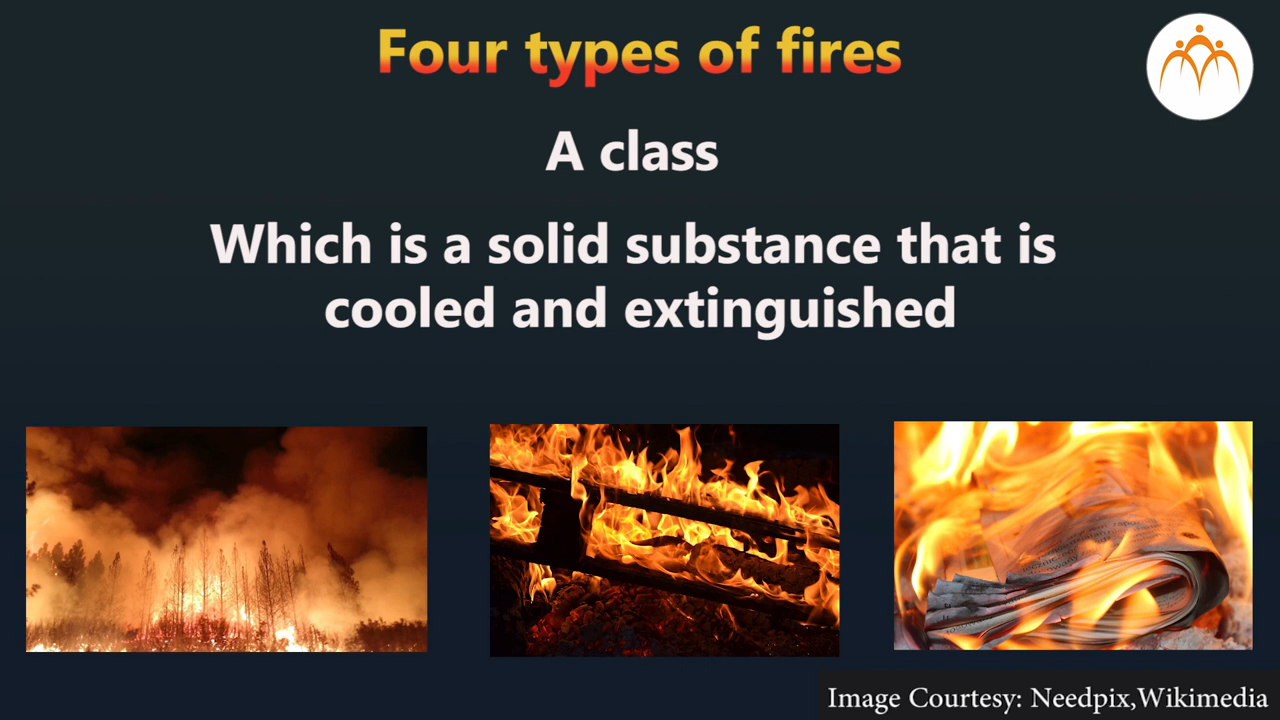 Four types of fires
A class
Which is a solid substance that is
cooled and extinguished
Image Courtesy: Needpix,Wikimedia